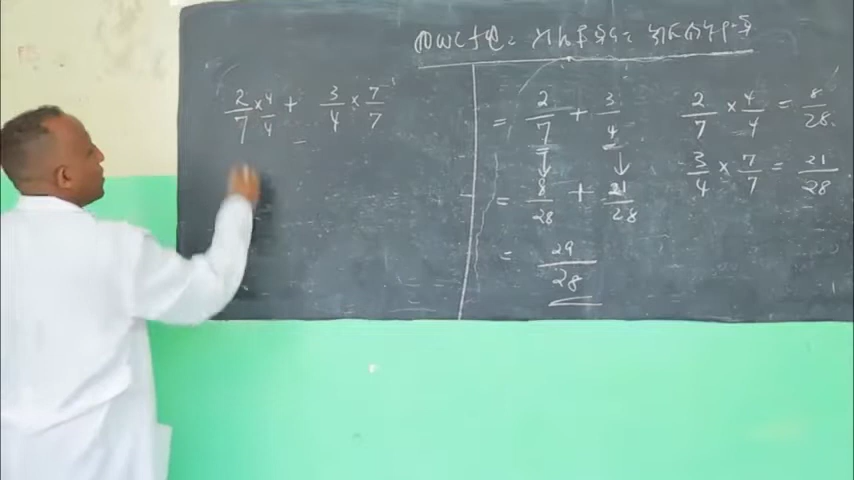 2/7 × 4/4 + 3/4 × 7/7
= 2/7 + 3/4
↓ ↓
= 8/28 + 21/28
= 29/28
2/7 × 4/4 = 8/28
3/4 × 7/7 = 21/28